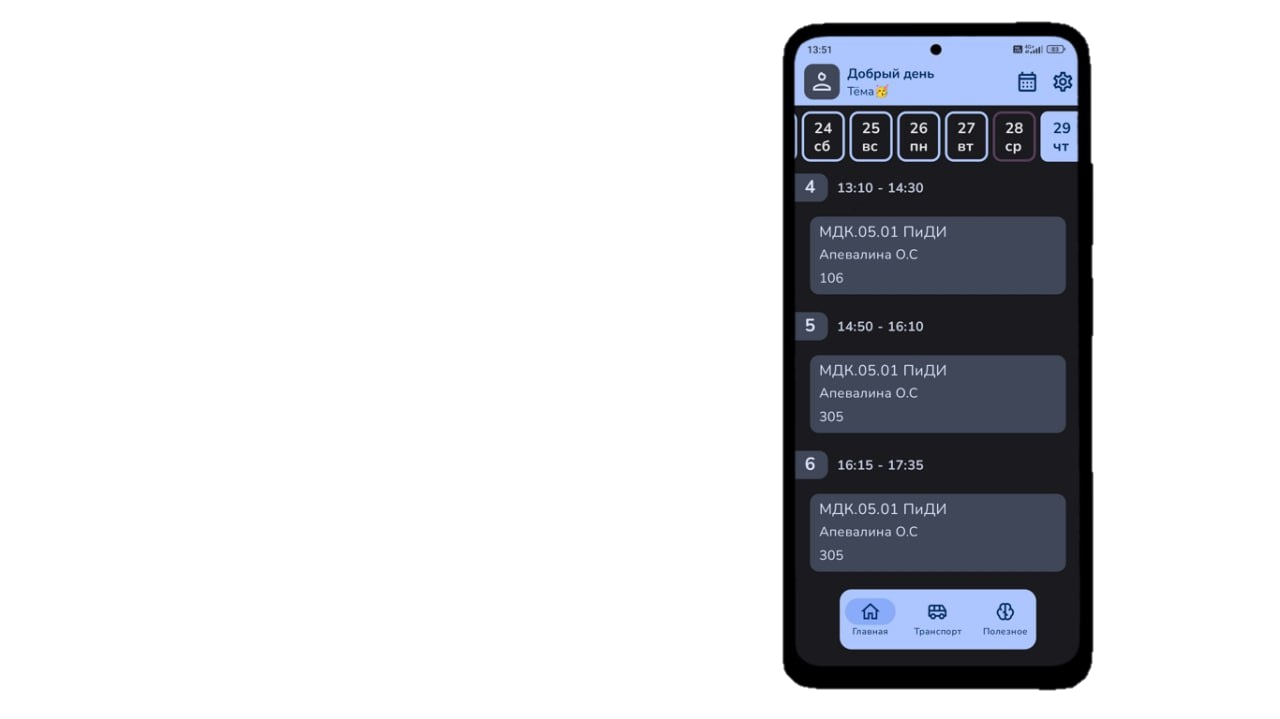 13:51
4G
83
Добрый день
Тёма🥳
24
сб
25
вс
26
пн
27
вт
28
ср
29
чт
4 13:10 - 14:30
МДК.05.01 ПиДИ
Апевалина О.С
106
5 14:50 - 16:10
МДК.05.01 ПиДИ
Апевалина О.С
305
6 16:15 - 17:35
МДК.05.01 ПиДИ
Апевалина О.С
305
Главная
Транспорт
Полезное